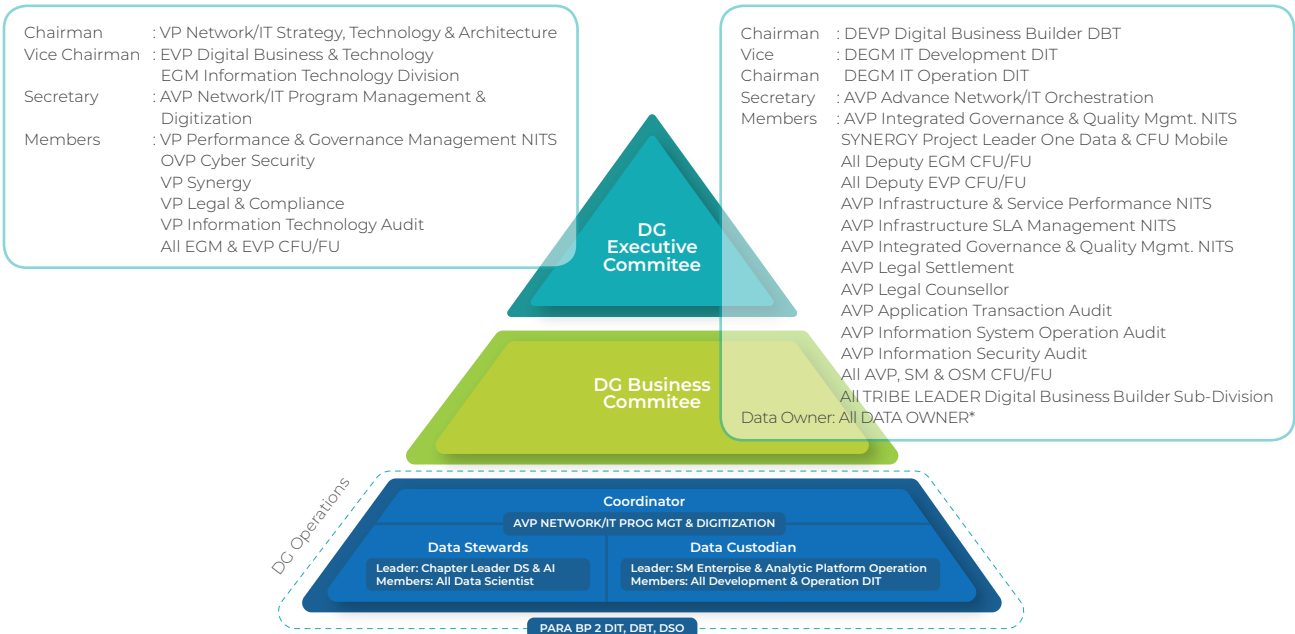 Chairman : VP Network/IT Strategy, Technology & Architecture
Vice Chairman : EVP Digital Business & Technology
EGM Information Technology Division
Secretary : AVP Network/IT Program Management &
Digitization
Members : VP Performance & Governance Management NITS
OVP Cyber Security
VP Synergy
VP Legal & Compliance
VP Information Technology Audit
All EGM & EVP CFU/FU
Chairman : DEVP Digital Business Builder DBT
Vice : DEGM IT Development DIT
Chairman DEGM IT Operation DIT
Secretary : AVP Advance Network/IT Orchestration
Members : AVP Integrated Governance & Quality Mgmt. NITS
SYNERGY Project Leader One Data & CFU Mobile
All Deputy EGM CFU/FU
All Deputy EVP CFU/FU
AVP Infrastructure & Service Performance NITS
AVP Infrastructure SLA Management NITS
AVP Integrated Governance & Quality Mgmt. NITS
AVP Legal Settlement
AVP Legal Counsellor
AVP Application Transaction Audit
AVP Information System Operation Audit
AVP Information Security Audit
All AVP, SM & OSM CFU/FU
All TRIBE LEADER Digital Business Builder Sub-Division
Data Owner: All DATA OWNER*
DG
Executive
Commitee
DG Business
Commitee
DG Operations
Coordinator
AVP NETWORK/IT PROG MGT & DIGITIZATION
Data Stewards
Leader: Chapter Leader DS & AI
Members: All Data Scientist
Data Custodian
Leader: SM Enterpise & Analytic Platform Operation
Members: All Development & Operation DIT
PARA BP 2 DIT, DBT, DSO